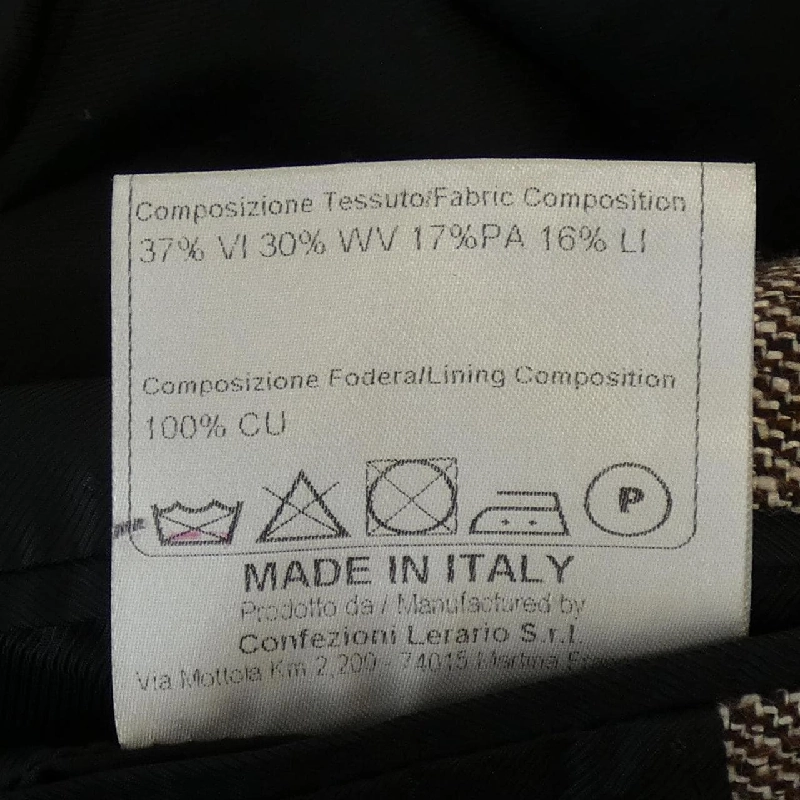 Composizione Tessuto/Fabric Composition
37% VI 30% WV 17%PA 16% LI
Composizione Fodera/Lining Composition
100% CU
P
MADE IN ITALY
Prodotto da / Manufactured by
Confezioni Lerario S.r.l.
Via Mottola Km 2,200 - 74015 Martina